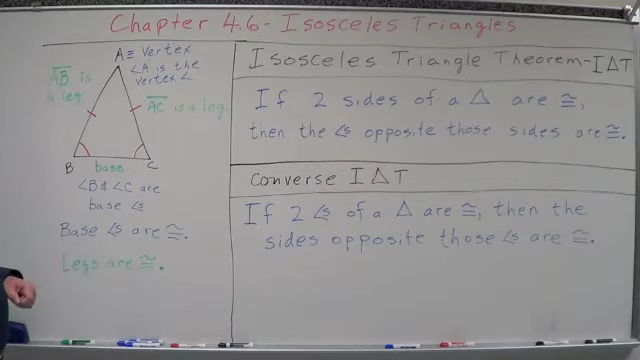 Chapter 4.6- Isosceles Triangles
A ≡ Vertex
∠A is the
vertex ∠
A̅B̅ is
a leg
A̅C̅ is a leg
B base C
∠B & ∠C are
base ∠s
Base ∠s are ≅.
Legs are ≅.
Isosceles Triangle Theorem- I△T
If 2 sides of a △ are ≅,
then the ∠s opposite those sides are ≅.
Converse I△T
If 2 ∠s of a △ are ≅, then the
sides opposite those ∠s are ≅.